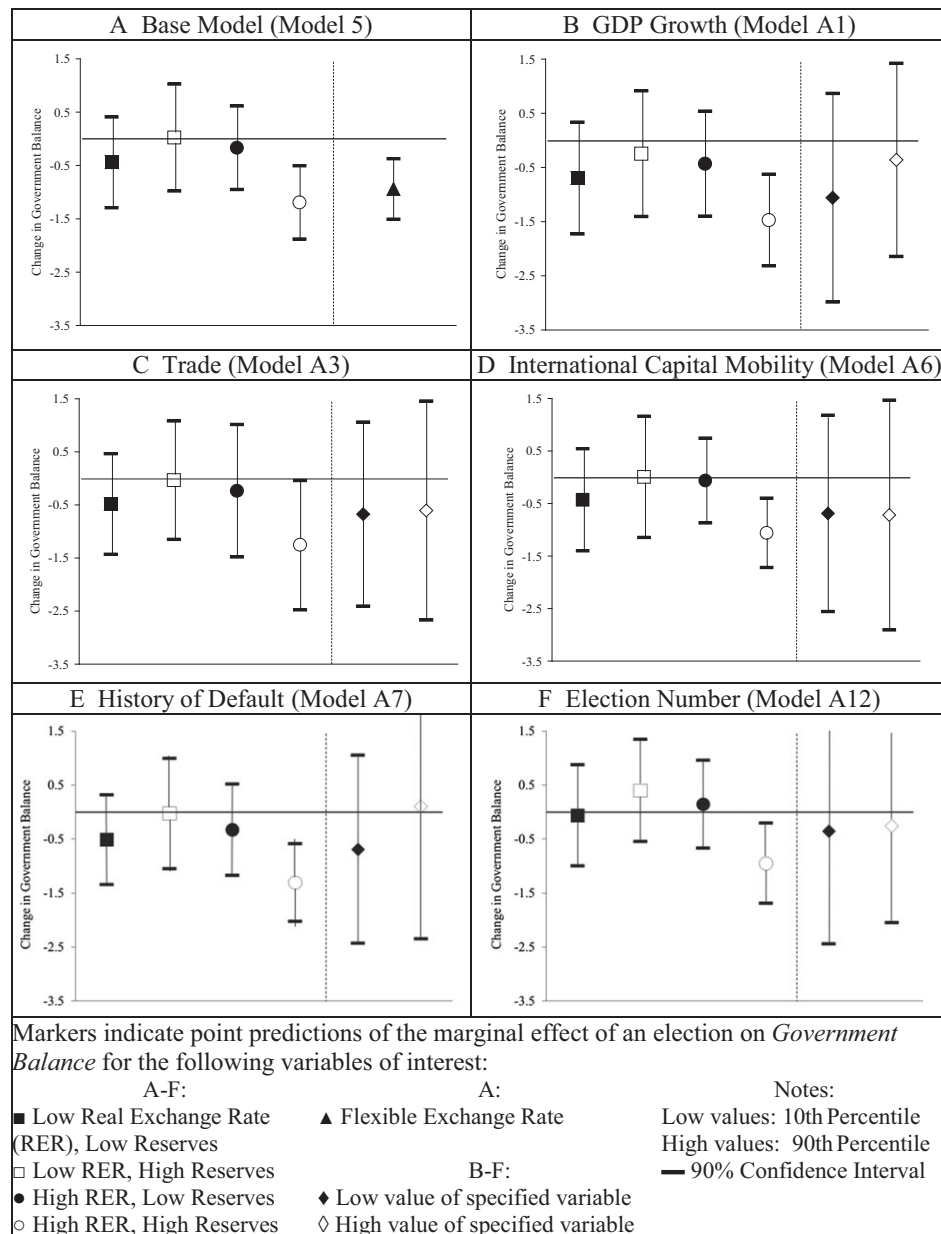 A Base Model (Model 5)
B GDP Growth (Model A1)
Change in Government Balance
1.5
0.5
-0.5
-1.5
-2.5
-3.5
Change in Government Balance
1.5
0.5
-0.5
-1.5
-2.5
-3.5
C Trade (Model A3)
D International Capital Mobility (Model A6)
Change in Government Balance
1.5
0.5
-0.5
-1.5
-2.5
-3.5
Change in Government Balance
1.5
0.5
-0.5
-1.5
-2.5
-3.5
E History of Default (Model A7)
F Election Number (Model A12)
Change in Government Balance
1.5
0.5
-0.5
-1.5
-2.5
-3.5
Change in Government Balance
1.5
0.5
-0.5
-1.5
-2.5
-3.5
Markers indicate point predictions of the marginal effect of an election on Government
Balance for the following variables of interest:
A-F:
■ Low Real Exchange Rate
(RER), Low Reserves
□ Low RER, High Reserves
● High RER, Low Reserves
○ High RER, High Reserves
A:
▲ Flexible Exchange Rate
B-F:
♦ Low value of specified variable
◊ High value of specified variable
Notes:
Low values: 10th Percentile
High values: 90th Percentile
— 90% Confidence Interval